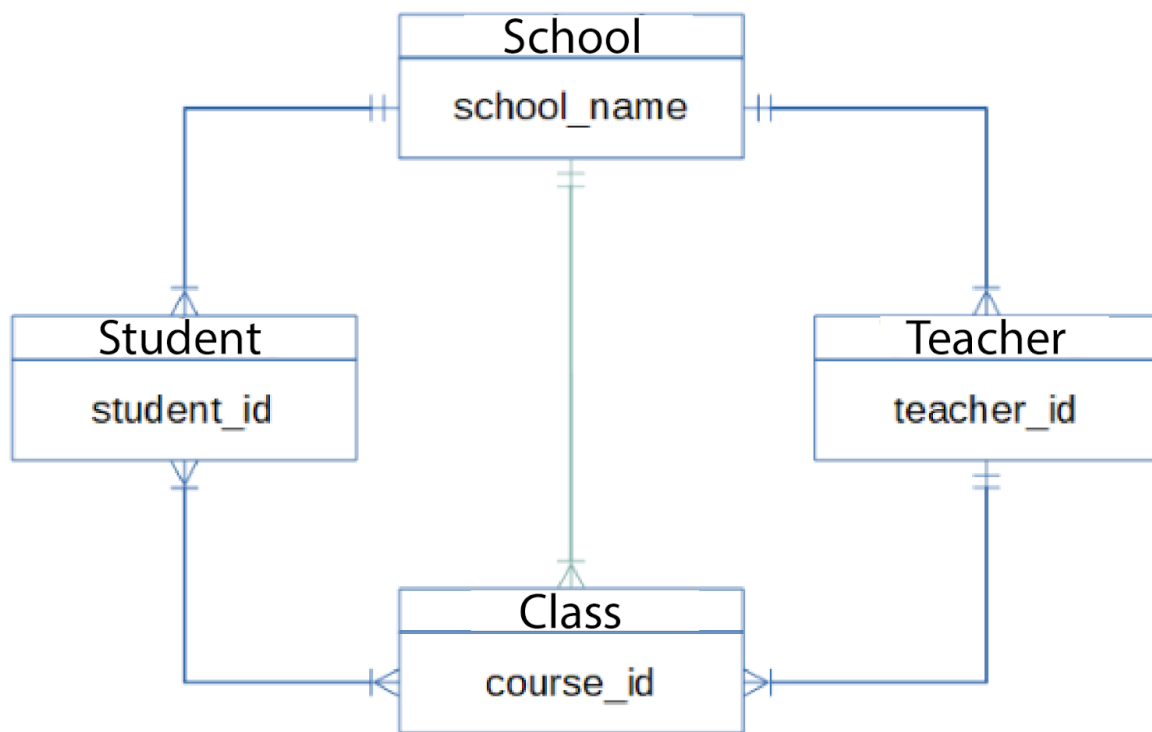 School
school_name
Student
student_id
Teacher
teacher_id
Class
course_id